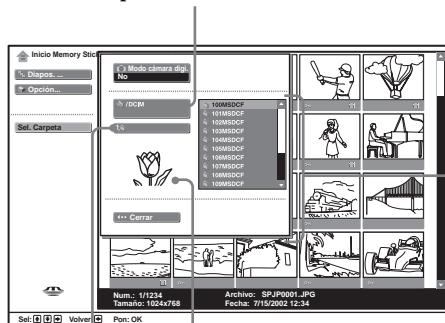 Inicio Memory Stick
Diapos. ...
Opción...
Sel. Carpeta
Modo cámara digi.
No
/DCIM
100MSDCF
101MSDCF
102MSDCF
103MSDCF
104MSDCF
105MSDCF
106MSDCF
107MSDCF
108MSDCF
109MSDCF
Cerrar
Num.: 1/1234
Archivo: SPJP0001.JPG
Tamaño: 1024x768
Fecha: 7/15/2002 12:34
Sel: Volver: Pon: OK